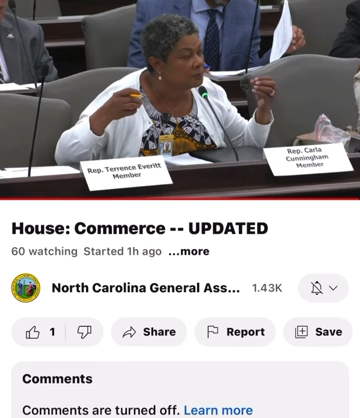 Rep. Terrence Everitt
Member
Rep. Carla
Cunningham
Member
House: Commerce -- UPDATED
60 watching Started 1h ago ...more
North Carolina General Ass... 1.43K
1 Share Report Save
Comments
Comments are turned off. Learn more